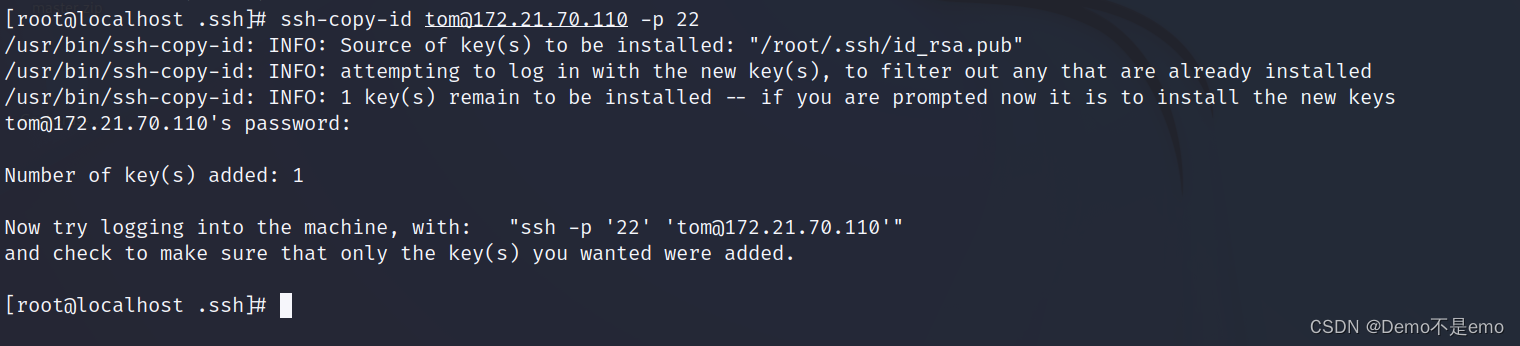 [root@localhost .ssh]# ssh-copy-id tom@172.21.70.110 -p 22
/usr/bin/ssh-copy-id: INFO: Source of key(s) to be installed: "/root/.ssh/id_rsa.pub"
/usr/bin/ssh-copy-id: INFO: attempting to log in with the new key(s), to filter out any that are already installed
/usr/bin/ssh-copy-id: INFO: 1 key(s) remain to be installed -- if you are prompted now it is to install the new keys
tom@172.21.70.110's password:
Number of key(s) added: 1
Now try logging into the machine, with:   "ssh -p '22' 'tom@172.21.70.110'"
and check to make sure that only the key(s) you wanted were added.
[root@localhost .ssh]#
CSDN @Demo不是emo